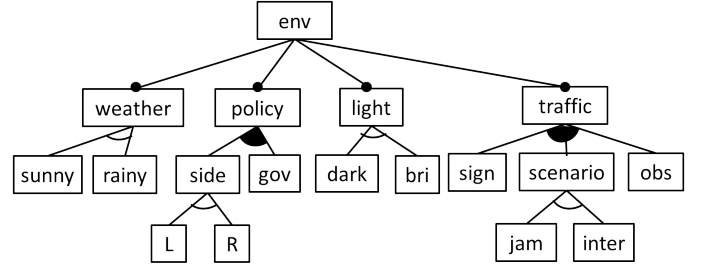 env
weather policy light traffic
sunny rainy side gov dark bri sign scenario obs
L R jam inter